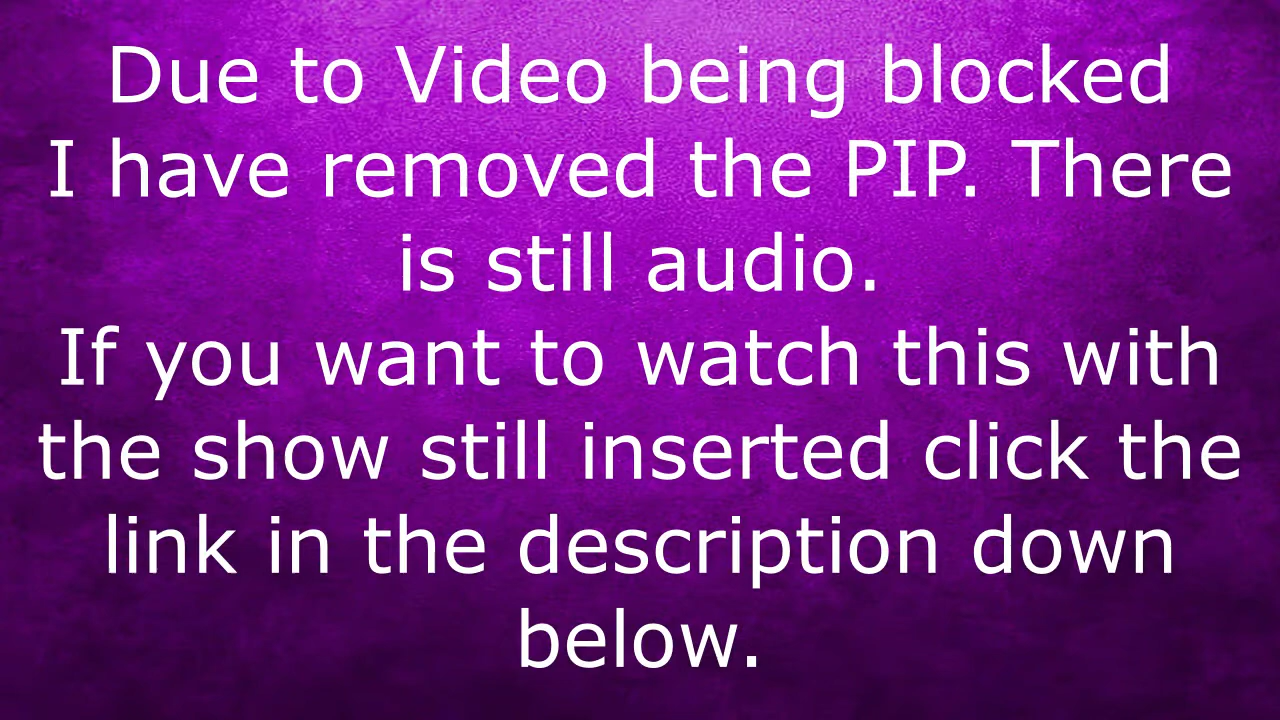 Due to Video being blocked
I have removed the PIP. There
is still audio.
If you want to watch this with
the show still inserted click the
link in the description down
below.